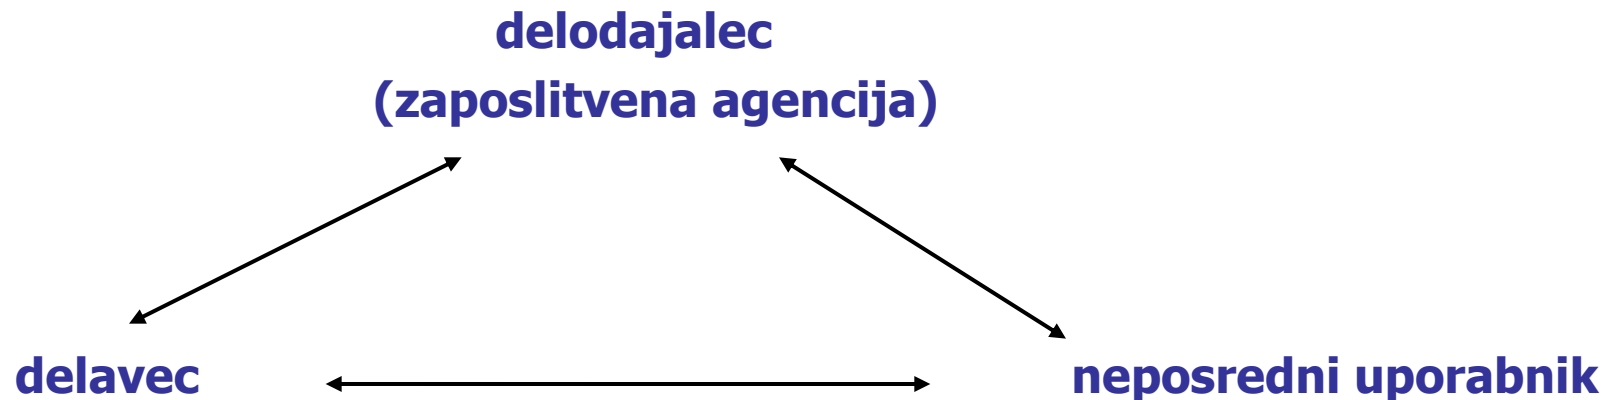 delodajalec
(zaposlitvena agencija)
delavec
neposredni uporabnik